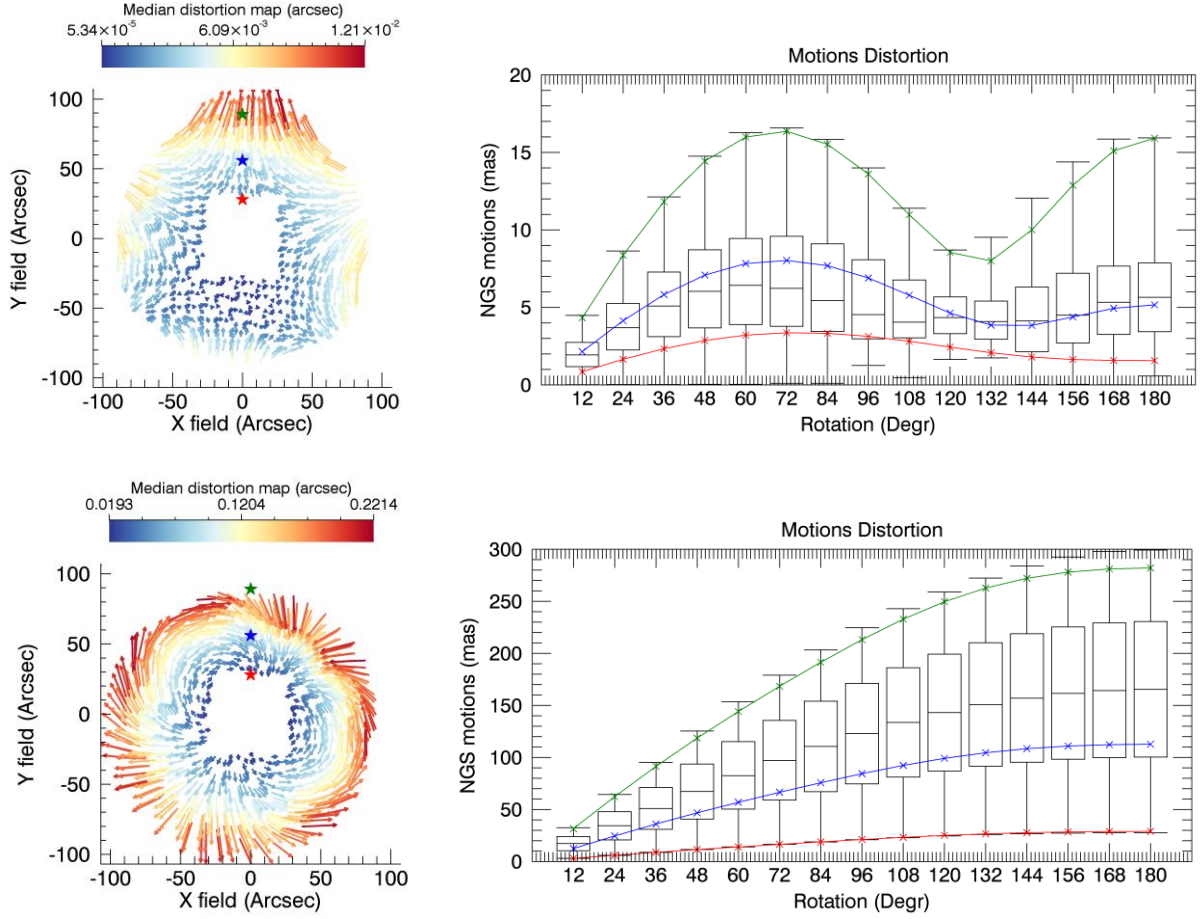 Median distortion map (arcsec)
5.34×10⁻⁵ 6.09×10⁻³ 1.21×10⁻²
100
50
0
-50
-100
Y field (Arcsec)
-100 -50 0 50 100
X field (Arcsec)
Motions Distortion
20
15
10
5
0
NGS motions (mas)
12 24 36 48 60 72 84 96 108 120 132 144 156 168 180
Rotation (Degr)
Median distortion map (arcsec)
0.0193 0.1204 0.2214
100
50
0
-50
-100
Y field (Arcsec)
-100 -50 0 50 100
X field (Arcsec)
Motions Distortion
300
250
200
150
100
50
0
NGS motions (mas)
12 24 36 48 60 72 84 96 108 120 132 144 156 168 180
Rotation (Degr)